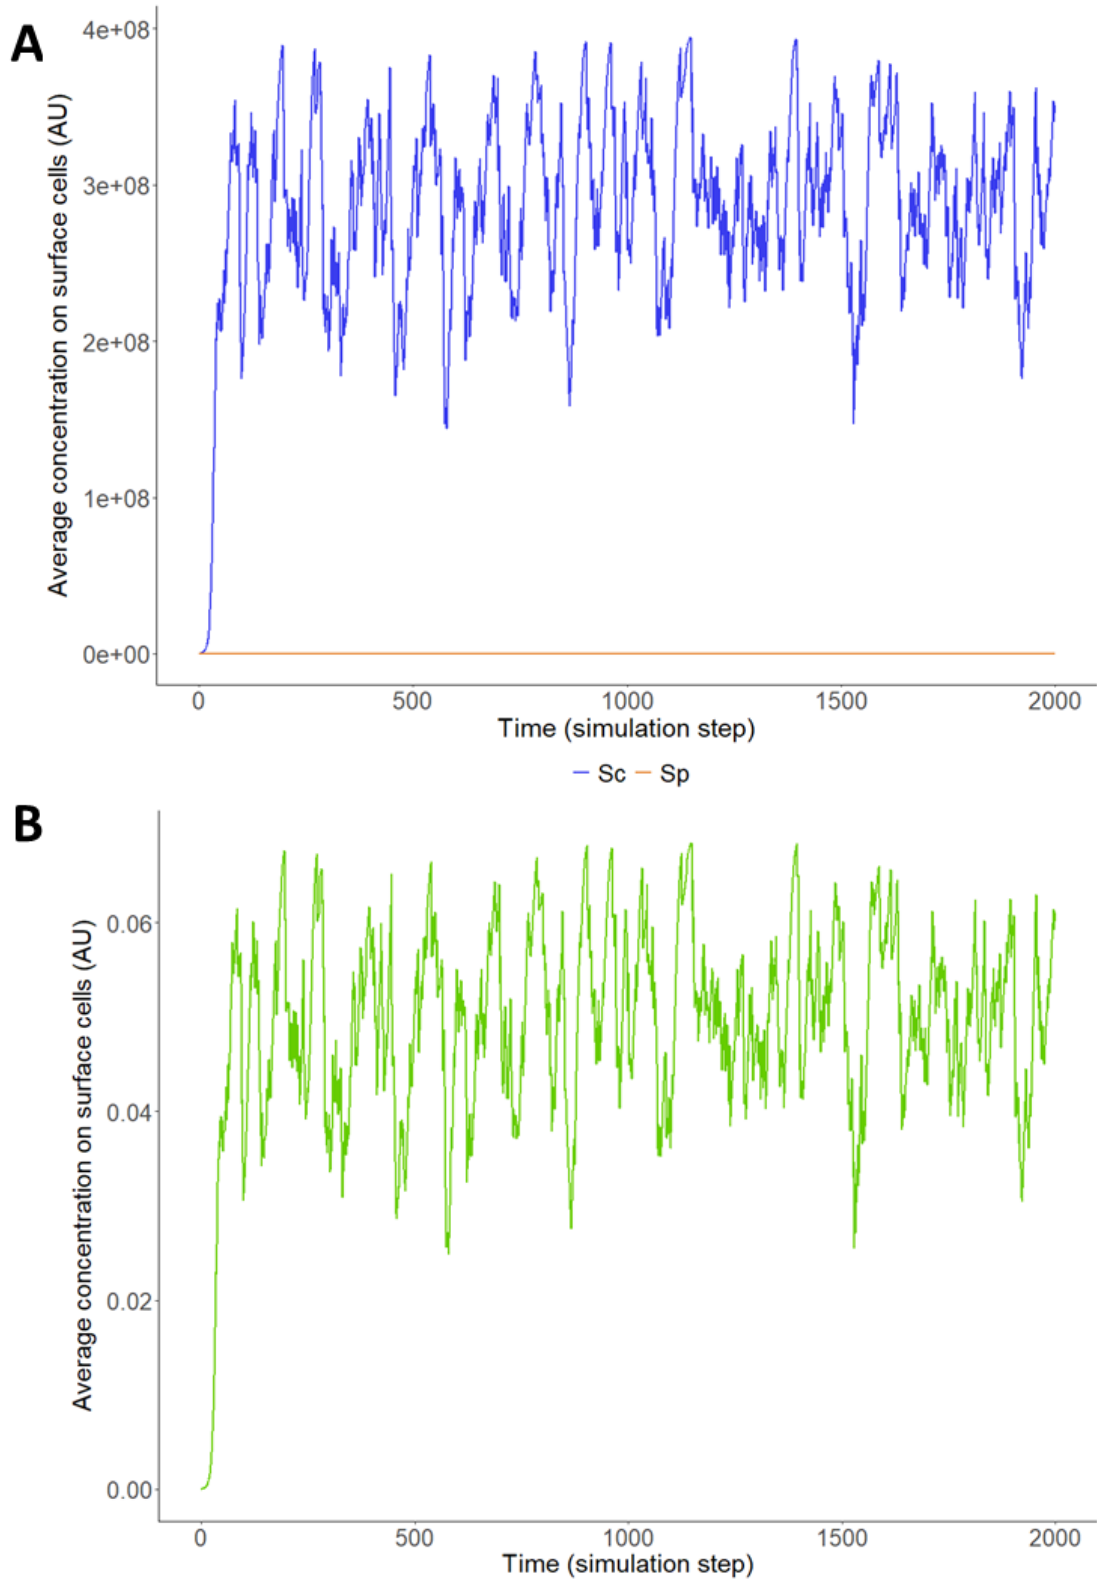 A
Average concentration on surface cells (AU)
4e+08
3e+08
2e+08
1e+08
0e+00
0 500 1000 1500 2000
Time (simulation step)
Sc Sp
B
Average concentration on surface cells (AU)
0.06
0.04
0.02
0.00
0 500 1000 1500 2000
Time (simulation step)